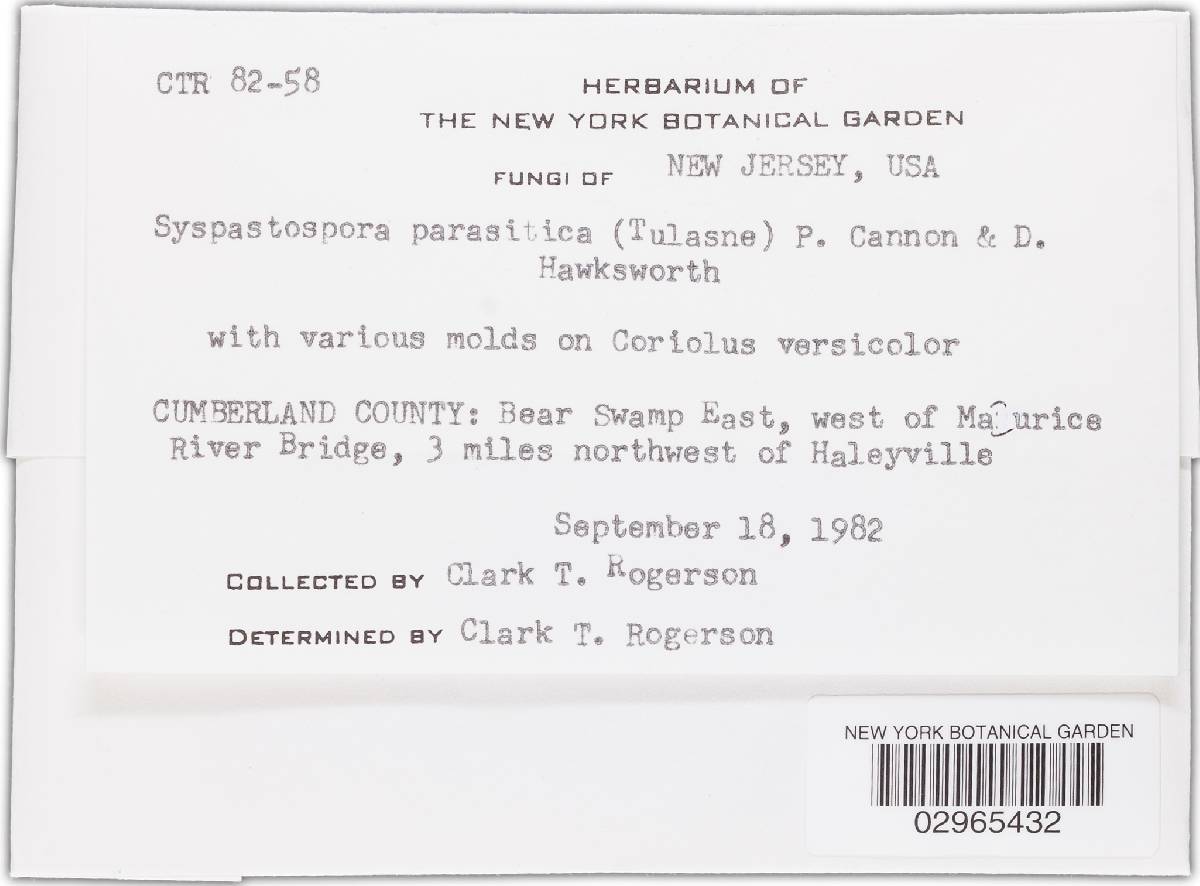 CTR 82-58
HERBARIUM OF
THE NEW YORK BOTANICAL GARDEN
FUNGI OF NEW JERSEY, USA
Syspastospora parasitica (Tulasne) P. Cannon & D.
Hawksworth
with various molds on Coriolus versicolor
CUMBERLAND COUNTY: Bear Swamp East, west of Maurice
River Bridge, 3 miles northwest of Haleyville
September 18, 1982
COLLECTED BY Clark T. Rogerson
DETERMINED BY Clark T. Rogerson
NEW YORK BOTANICAL GARDEN
02965432